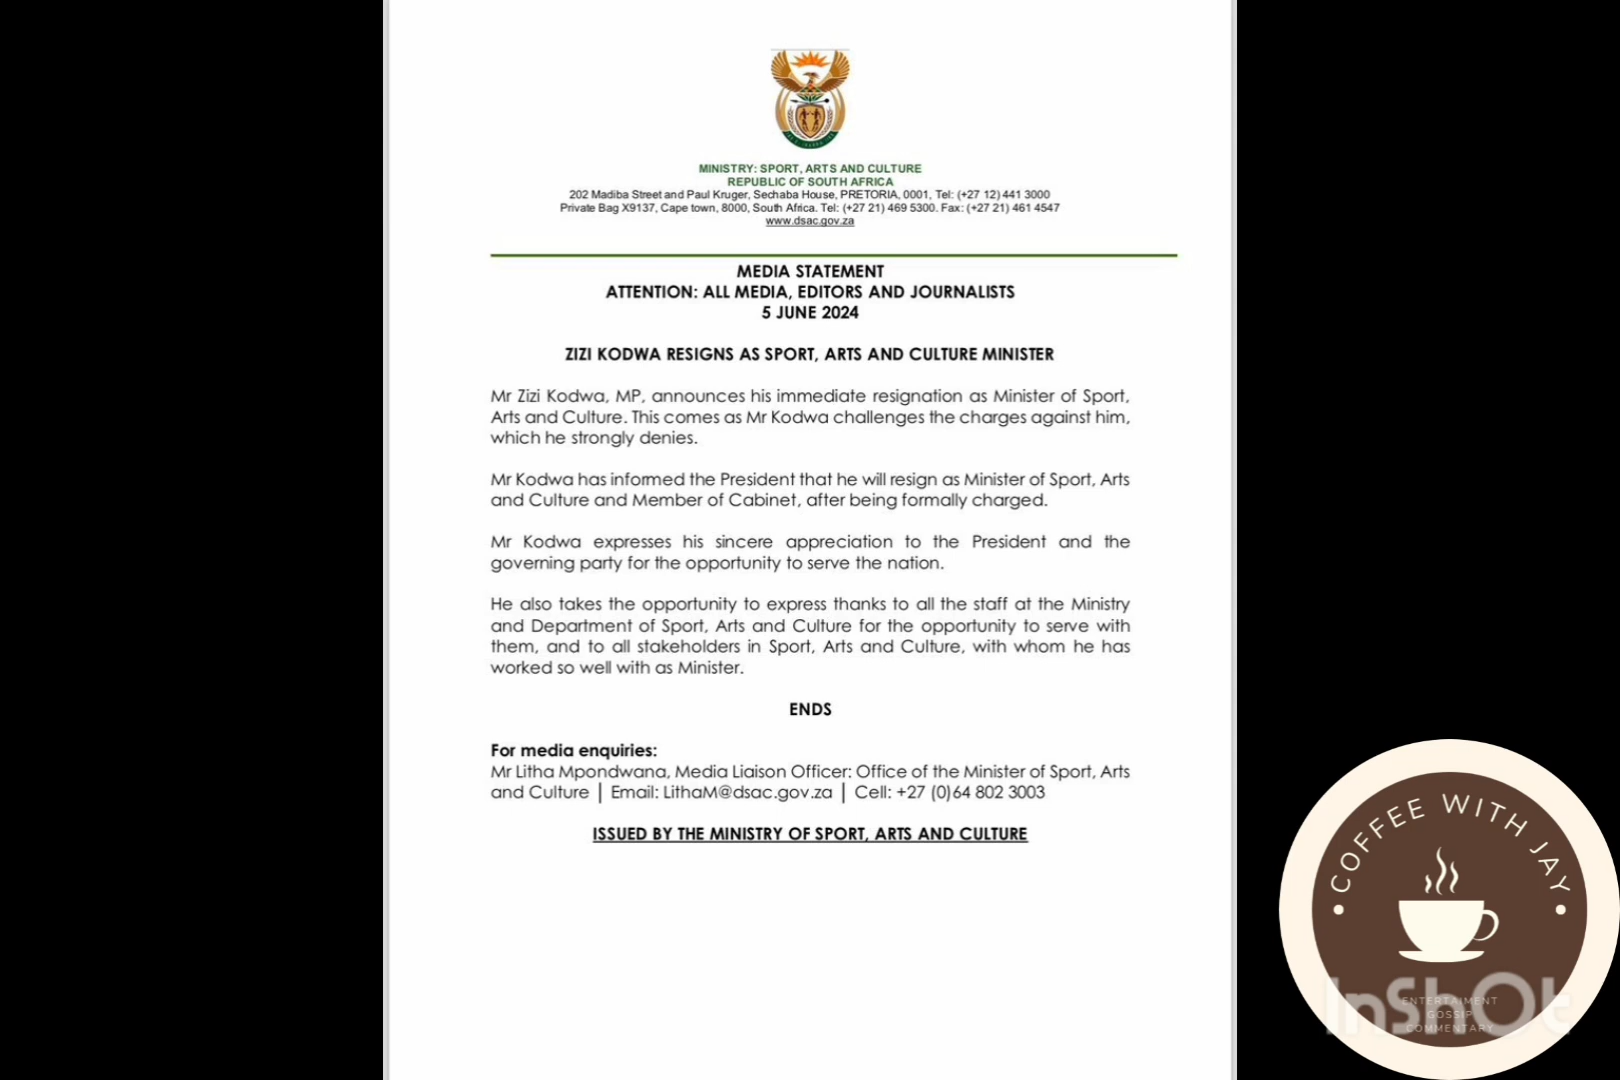 MINISTRY: SPORT, ARTS AND CULTURE
REPUBLIC OF SOUTH AFRICA
202 Madiba Street and Paul Kruger, Sechaba House, PRETORIA, 0001, Tel: (+27 12) 441 3000
Private Bag X9137, Cape town, 8000, South Africa. Tel: (+27 21) 469 5300. Fax: (+27 21) 461 4547
www.dsac.gov.za
MEDIA STATEMENT
ATTENTION: ALL MEDIA, EDITORS AND JOURNALISTS
5 JUNE 2024
ZIZI KODWA RESIGNS AS SPORT, ARTS AND CULTURE MINISTER
Mr Zizi Kodwa, MP, announces his immediate resignation as Minister of Sport,
Arts and Culture. This comes as Mr Kodwa challenges the charges against him,
which he strongly denies.
Mr Kodwa has informed the President that he will resign as Minister of Sport, Arts
and Culture and Member of Cabinet, after being formally charged.
Mr Kodwa expresses his sincere appreciation to the President and the
governing party for the opportunity to serve the nation.
He also takes the opportunity to express thanks to all the staff at the Ministry
and Department of Sport, Arts and Culture for the opportunity to serve with
them, and to all stakeholders in Sport, Arts and Culture, with whom he has
worked so well with as Minister.
ENDS
For media enquiries:
Mr Litha Mpondwana, Media Liaison Officer: Office of the Minister of Sport, Arts
and Culture | Email: LithaM@dsac.gov.za | Cell: +27 (0)64 802 3003
ISSUED BY THE MINISTRY OF SPORT, ARTS AND CULTURE
• COFFEE WITH JAY •
InShOt
ENTERTAIMENT
GOSSIP
COMMENTARY